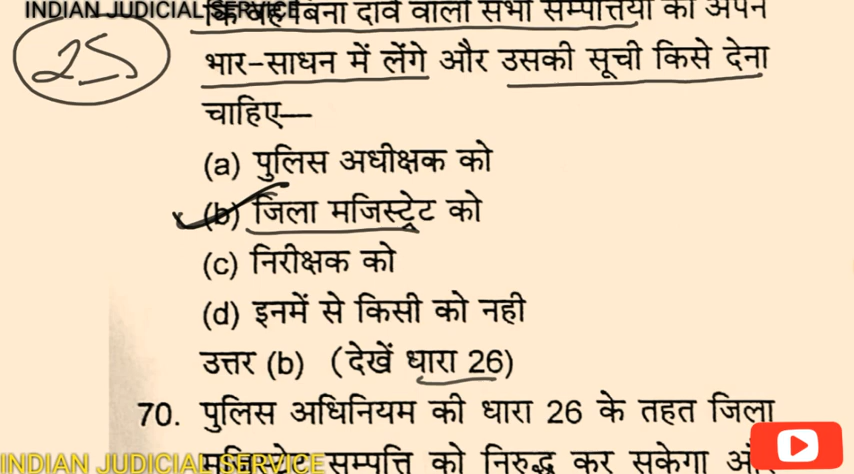 INDIAN JUDICIAL SERVICE
कि वह बिना दावे वाली सभी सम्पत्तियों को अपने
25
भार-साधन में लेंगे और उसकी सूची किसे देना
चाहिए—
(a) पुलिस अधीक्षक को
(b) जिला मजिस्ट्रेट को
(c) निरीक्षक को
(d) इनमें से किसी को नही
उत्तर (b) (देखें धारा 26)
70. पुलिस अधिनियम की धारा 26 के तहत जिला
सम्पत्ति को निरुद्ध कर सकेगा
INDIAN JUDICIAL SERVICE